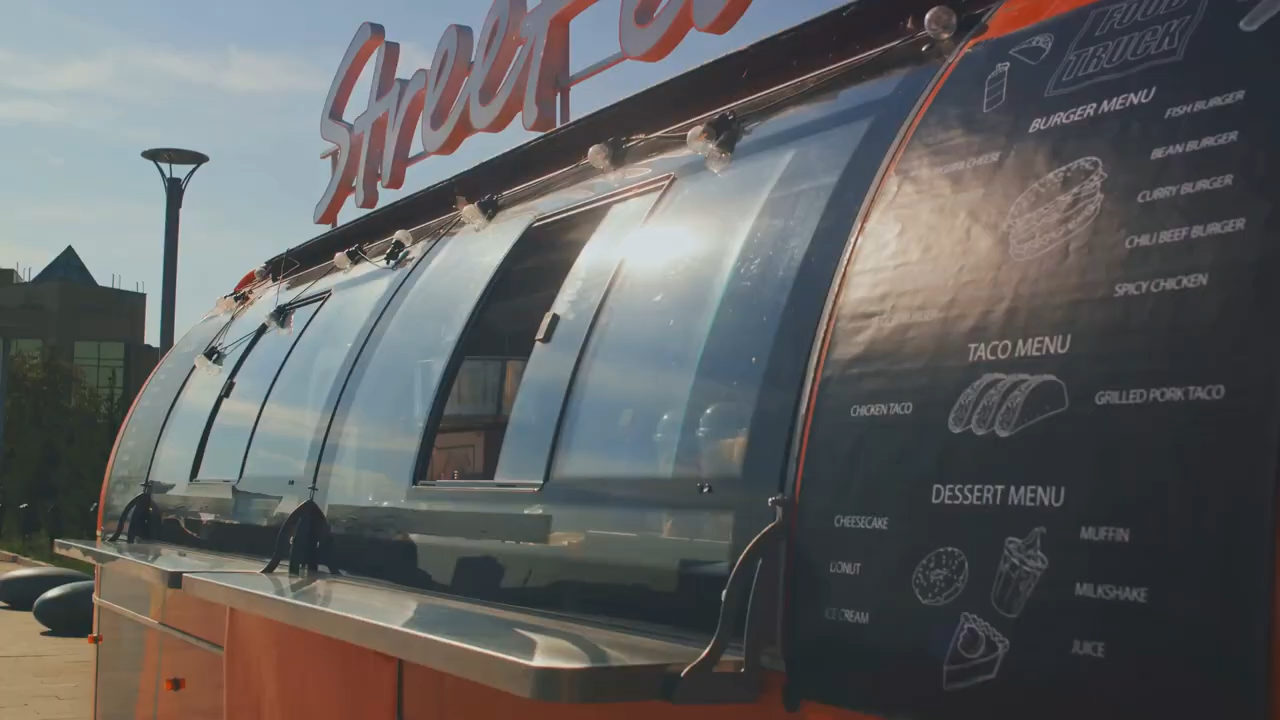 Street
FOOD
TRUCK
BURGER MENU
FISH BURGER
BEAN BURGER
CURRY BURGER
CHILI BEEF BURGER
SPICY CHICKEN
TACO MENU
CHICKEN TACO
GRILLED PORK TACO
DESSERT MENU
CHEESECAKE
MUFFIN
DONUT
MILKSHAKE
ICE CREAM
JUICE